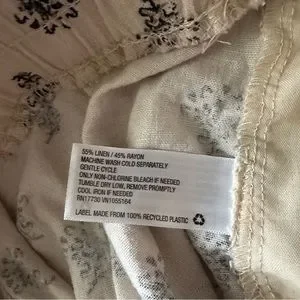 55% LINEN / 45% RAYON
MACHINE WASH COLD SEPARATELY
GENTLE CYCLE
ONLY NON-CHLORINE BLEACH IF NEEDED
TUMBLE DRY LOW, REMOVE PROMPTLY
COOL IRON IF NEEDED
RN17730 VN1055164
LABEL MADE FROM 100% RECYCLED PLASTIC